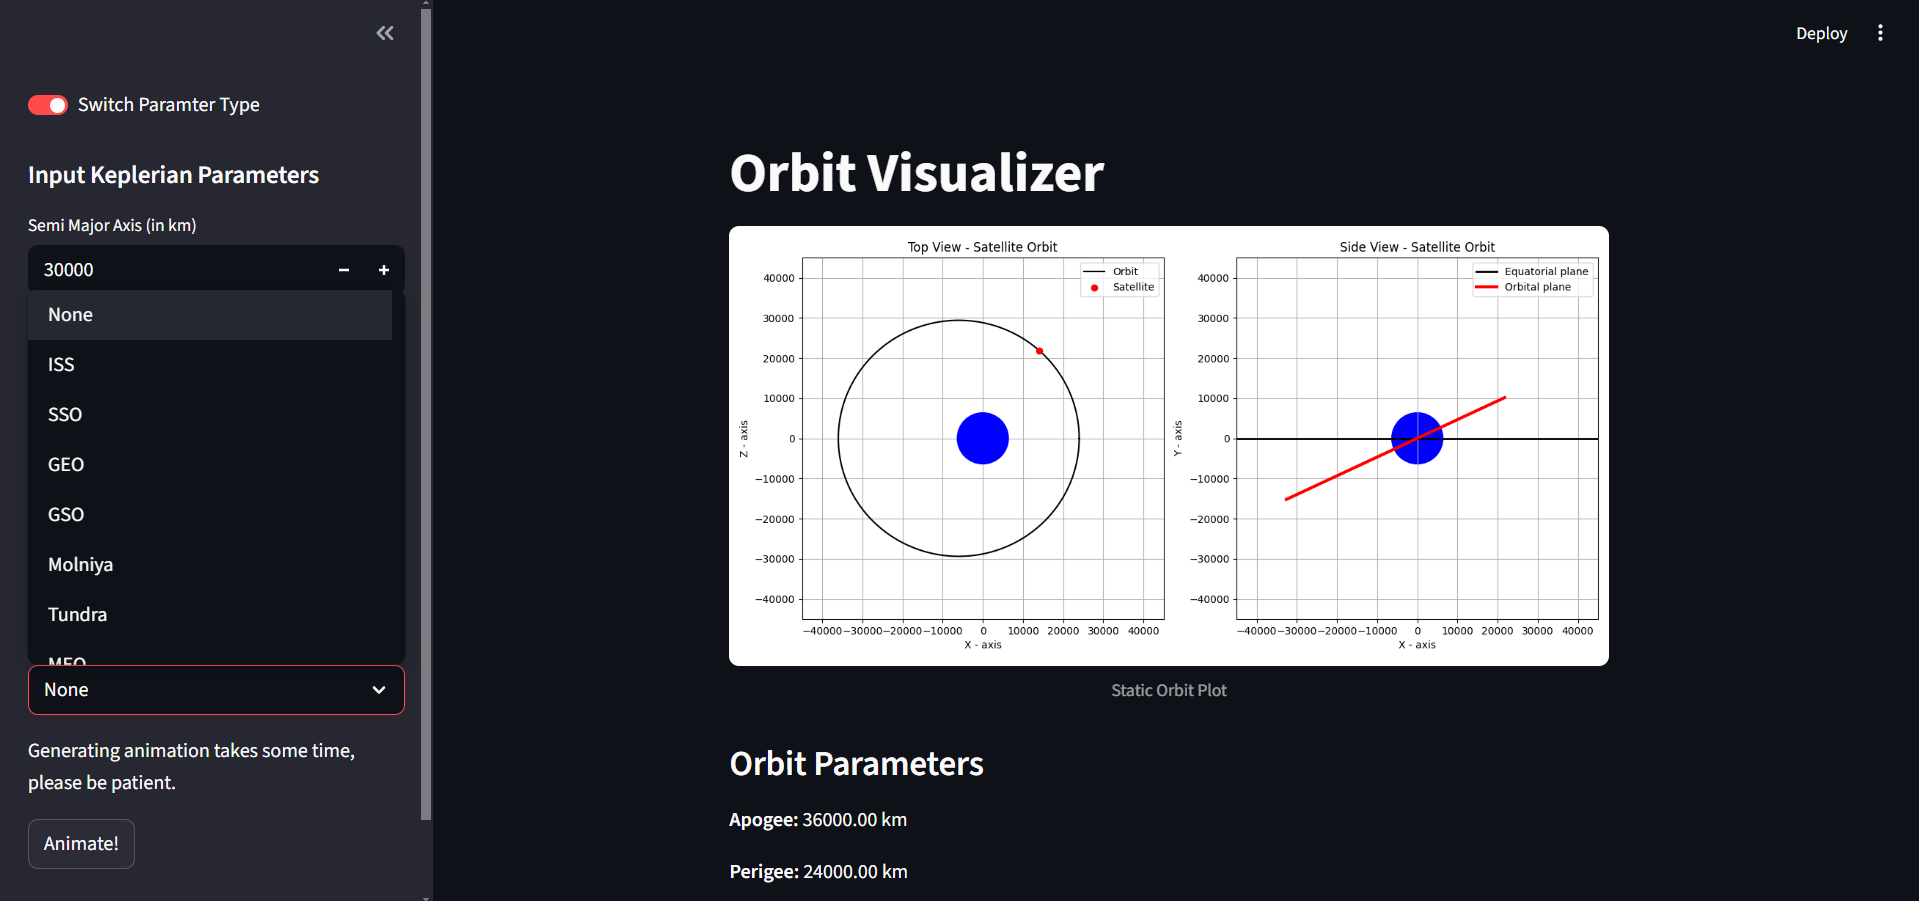 Deploy
Switch Paramter Type
Input Keplerian Parameters
Semi Major Axis (in km)
30000
None
ISS
SSO
GEO
GSO
Molniya
Tundra
MEO
None
Generating animation takes some time,
please be patient.
Animate!
Orbit Visualizer
Top View - Satellite Orbit
Orbit
Satellite
40000
30000
20000
10000
0
−10000
−20000
−30000
−40000
Z - axis
−40000 −30000 −20000 −10000 0 10000 20000 30000 40000
X - axis
Side View - Satellite Orbit
Equatorial plane
Orbital plane
40000
30000
20000
10000
0
−10000
−20000
−30000
−40000
Y - axis
−40000 −30000 −20000 −10000 0 10000 20000 30000 40000
X - axis
Static Orbit Plot
Orbit Parameters
Apogee: 36000.00 km
Perigee: 24000.00 km